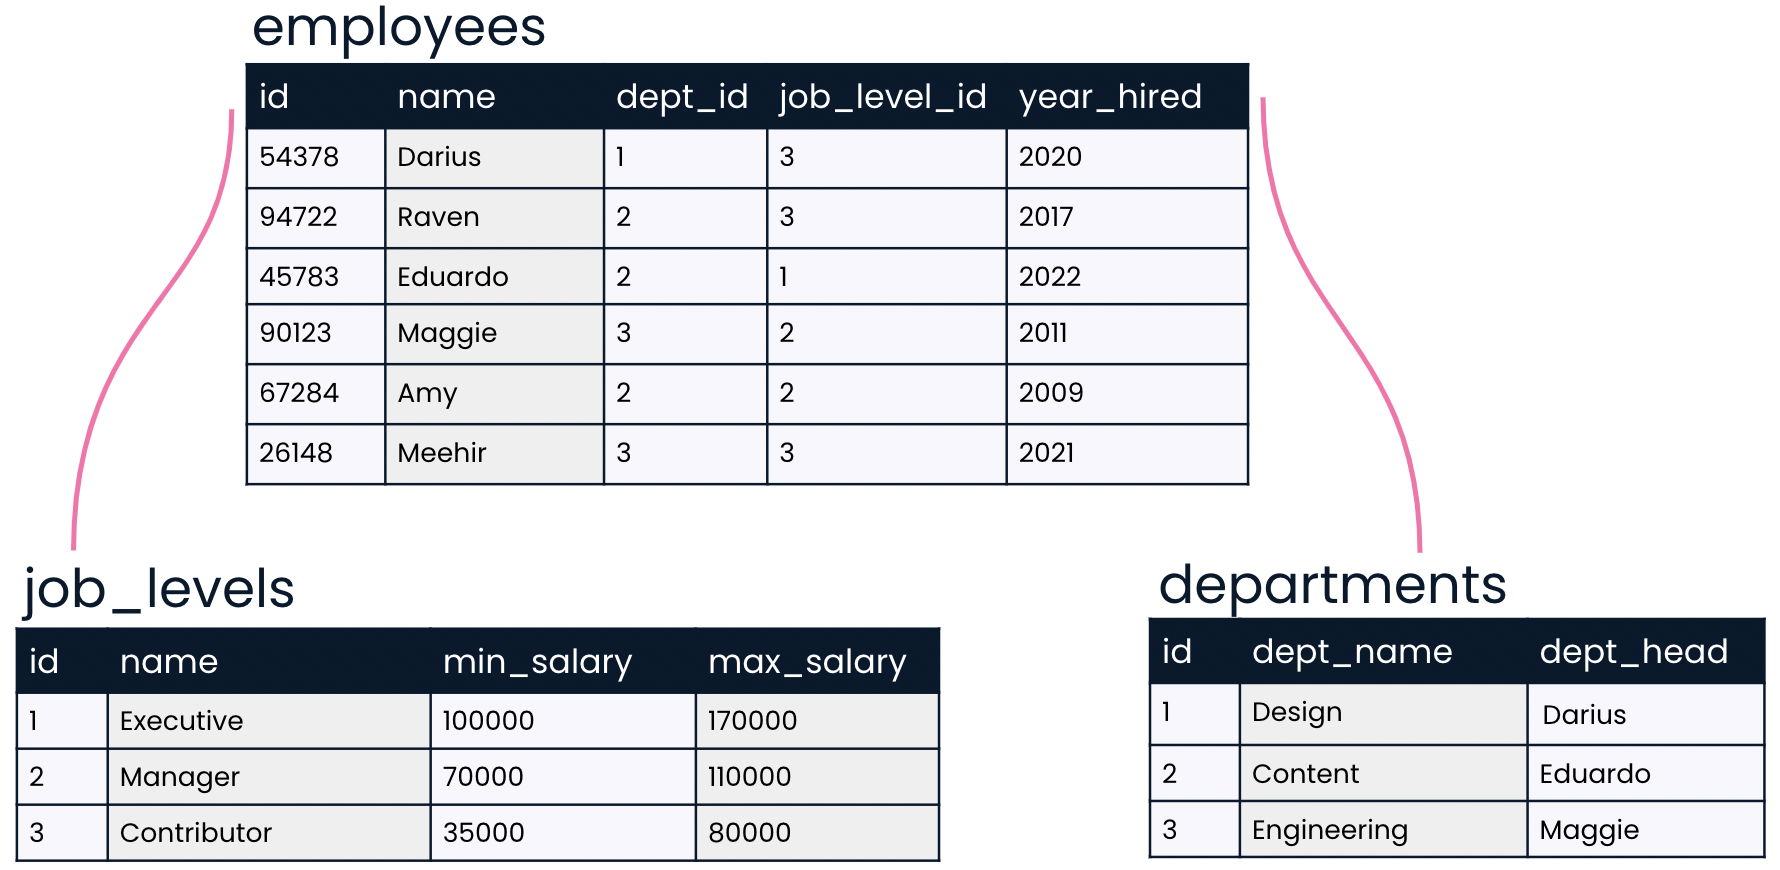 employees
id name dept_id job_level_id year_hired
54378 Darius 1 3 2020
94722 Raven 2 3 2017
45783 Eduardo 2 1 2022
90123 Maggie 3 2 2011
67284 Amy 2 2 2009
26148 Meehir 3 3 2021
job_levels
id name min_salary max_salary
1 Executive 100000 170000
2 Manager 70000 110000
3 Contributor 35000 80000
departments
id dept_name dept_head
1 Design Darius
2 Content Eduardo
3 Engineering Maggie